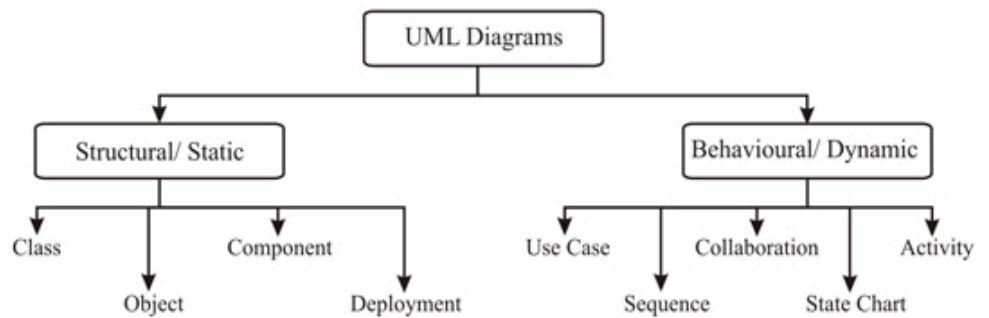 UML Diagrams
Structural/ Static
Behavioural/ Dynamic
Class
Component
Use Case
Collaboration
Activity
Object
Deployment
Sequence
State Chart